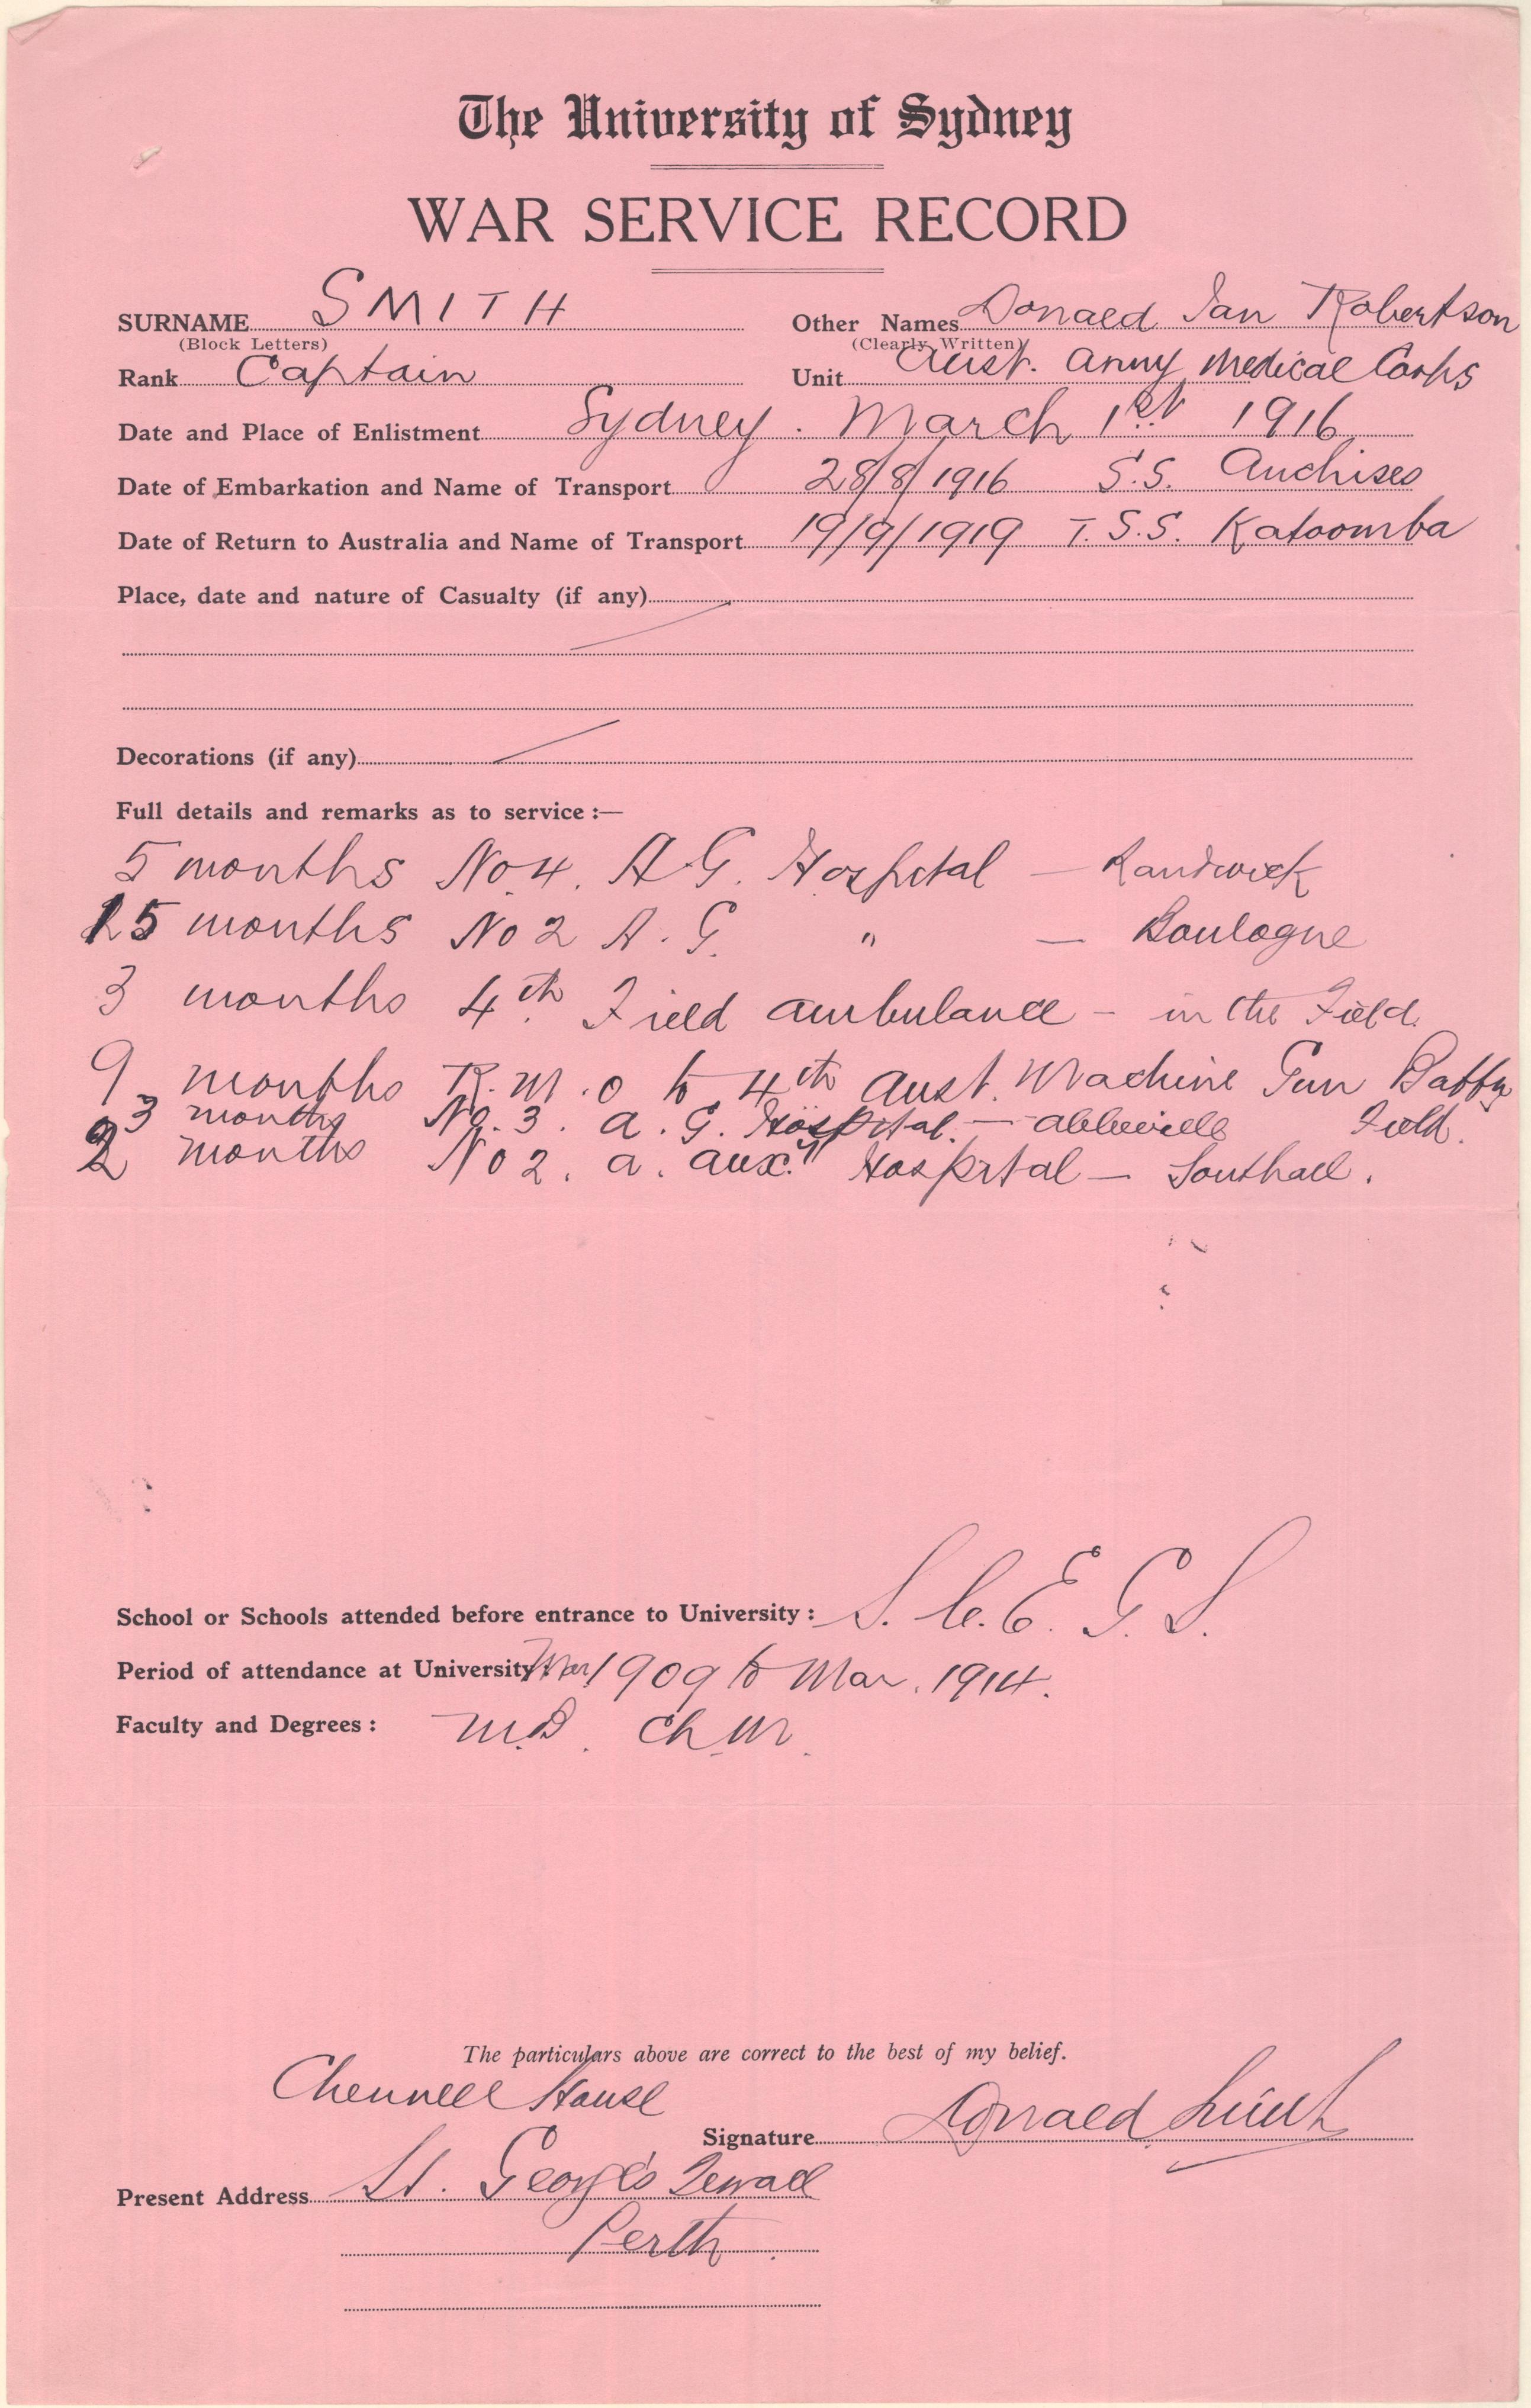 The University of Sydney
WAR SERVICE RECORD
SURNAME SMITH Other Names Donald Ian Robertson
(Block Letters) (Clearly Written)
Rank Captain Unit Aust. Army Medical Corps
Date and Place of Enlistment Sydney. March 1st 1916
Date of Embarkation and Name of Transport 28/8/1916 S.S. Anchises
Date of Return to Australia and Name of Transport 19/9/1919 T.S.S. Katoomba
Place, date and nature of Casualty (if any)
Decorations (if any)
Full details and remarks as to service :—
5 months No 4. A.G. Hospital — Randwick
15 months No 2 A.G. " — Boulogne
3 months 4th Field Ambulance - in the Field.
9 months R.M.O to 4th Aust. Machine Gun
Field.
3 months No. 3. A.G. Hospital. — Abbeville
2 months No 2. A. Auxy Hospital — Southall.
School or Schools attended before entrance to University : S.C.E.G.S.
Period of attendance at University: Mar 1909 to Mar. 1914.
Faculty and Degrees : M.B. Ch.M.
The particulars above are correct to the best of my belief.
House
Signature Donald Smith
Present Address St. George's
Perth.